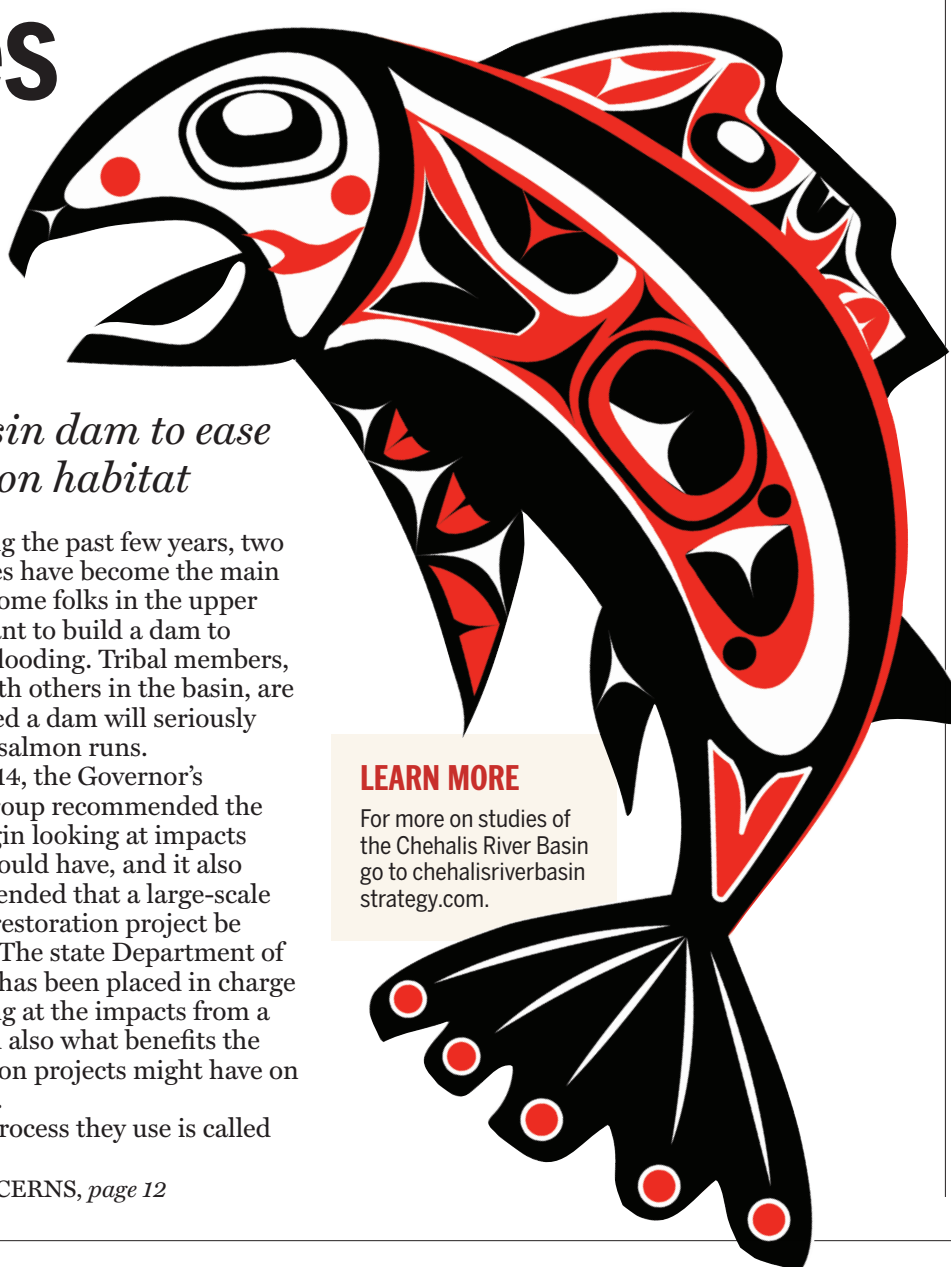 es
sin dam to ease
on habitat
g the past few years, two
es have become the main
ome folks in the upper
nt to build a dam to
looding. Tribal members,
th others in the basin, are
ed a dam will seriously
salmon runs.
14, the Governor’s
roup recommended the
gin looking at impacts
ould have, and it also
ended that a large-scale
restoration project be
The state Department of
has been placed in charge
g at the impacts from a
also what benefits the
on projects might have on
.
rocess they use is called
CERNS, page 12
LEARN MORE
For more on studies of
the Chehalis River Basin
go to chehalisriverbasin
strategy.com.